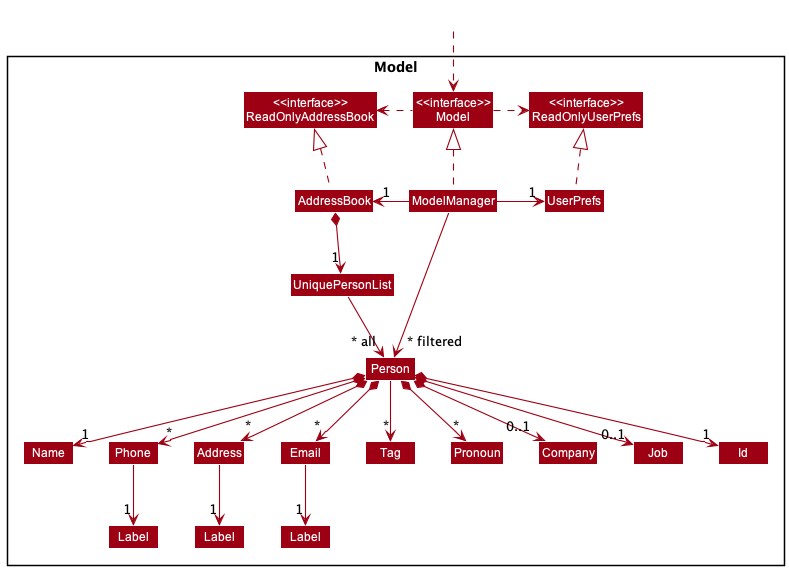 Model
<<interface>>
ReadOnlyAddressBook
<<interface>>
Model
<<interface>>
ReadOnlyUserPrefs
AddressBook
1
ModelManager
1
UserPrefs
1
UniquePersonList
* all
* filtered
Person
1
*
*
*
*
*
0..1
0..1
1
Name
Phone
Address
Email
Tag
Pronoun
Company
Job
Id
1
1
1
Label
Label
Label